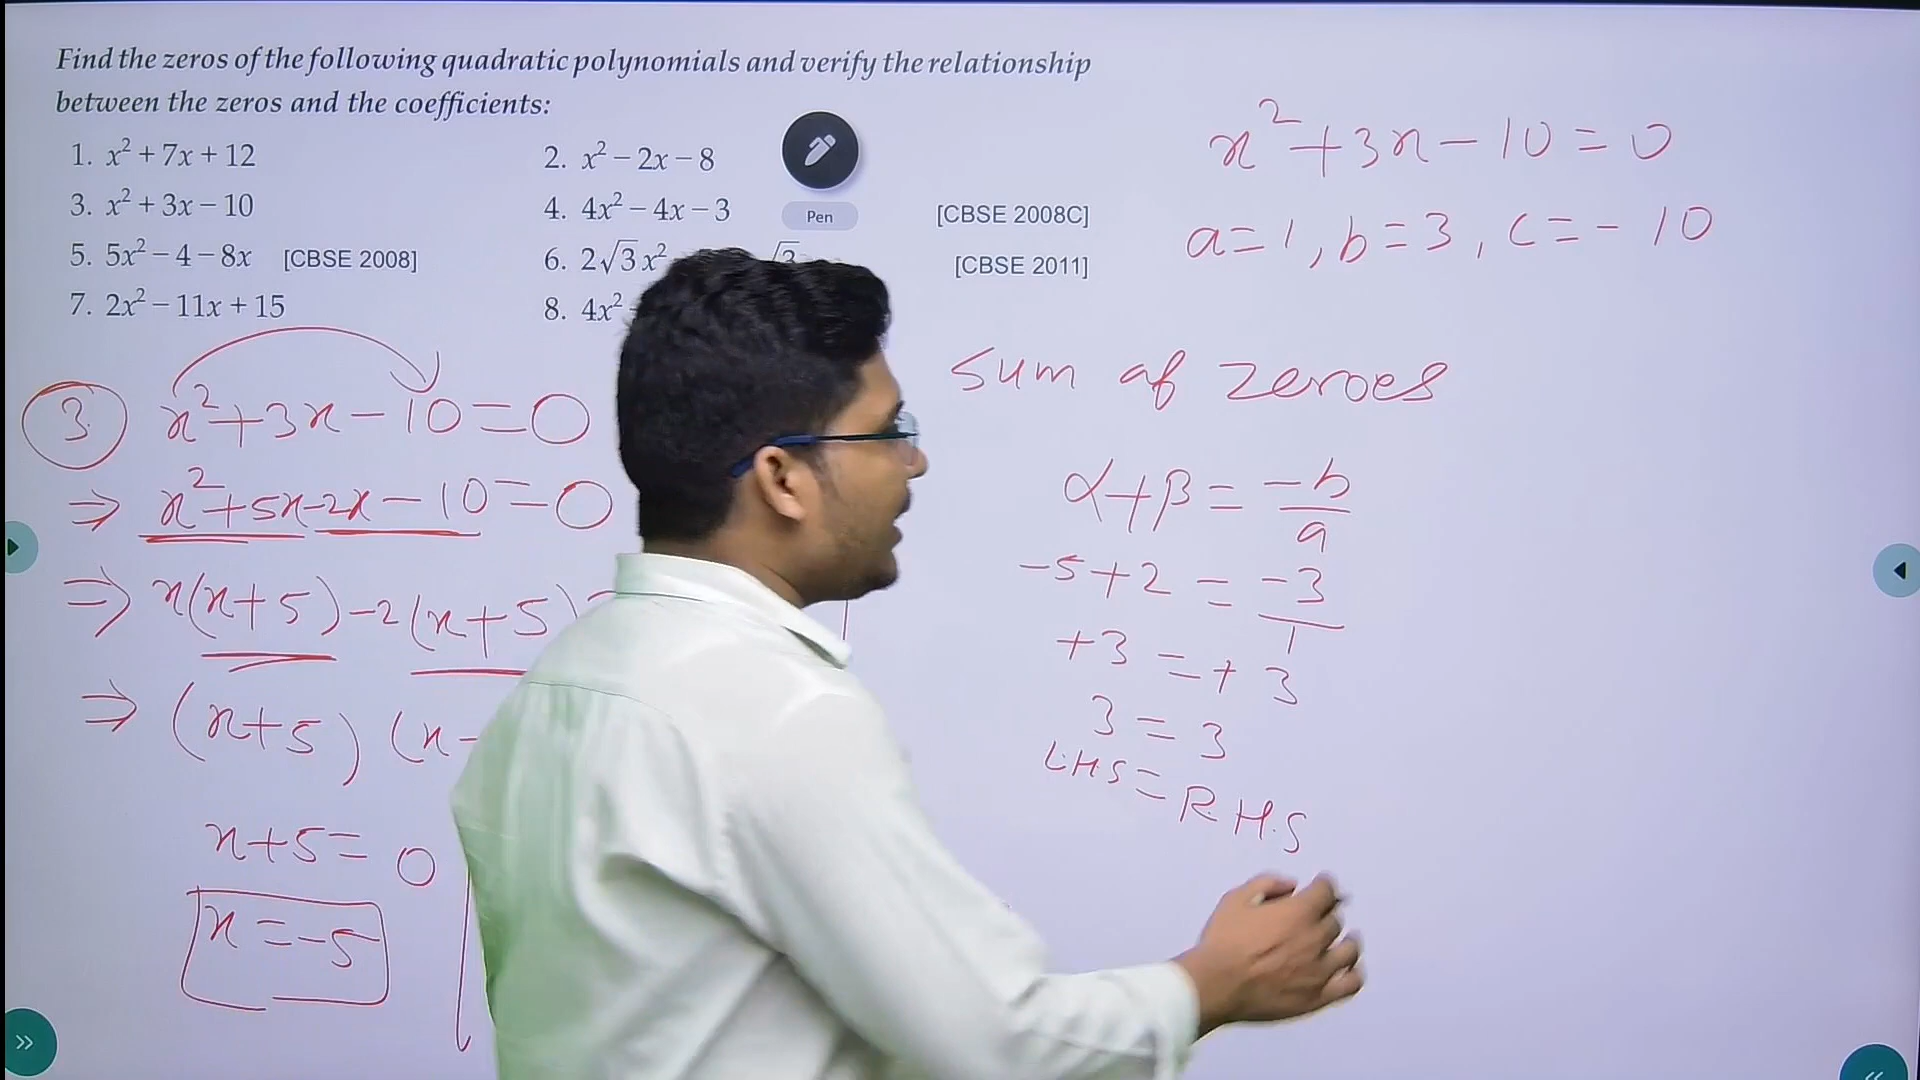 Find the zeros of the following quadratic polynomials and verify the relationship
between the zeros and the coefficients:
1. x² + 7x + 12
2. x² – 2x – 8
3. x² + 3x – 10
4. 4x² – 4x – 3 [CBSE 2008C]
5. 5x² – 4 – 8x [CBSE 2008]
6. 2√3 x² √3 [CBSE 2011]
7. 2x² – 11x + 15
8. 4x²
Pen
3 x² + 3x – 10 = 0
⇒ x² + 5x – 2x – 10 = 0
⇒ x(x + 5) – 2(x + 5)
⇒ (x + 5) (x –
x + 5 = 0
x = –5
x² + 3x – 10 = 0
a = 1, b = 3, c = – 10
Sum of zeroes
α + β = –b/a
–5 + 2 = –3/1
+3 = + 3
3 = 3
L.H.S = R.H.S